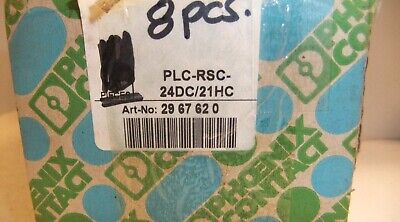 8 pcs.
PLC-RSC-
24DC/21HC
Art-No: 29 67 62 0
PHOENIX
CONTACT
PHOENIX
CONTACT